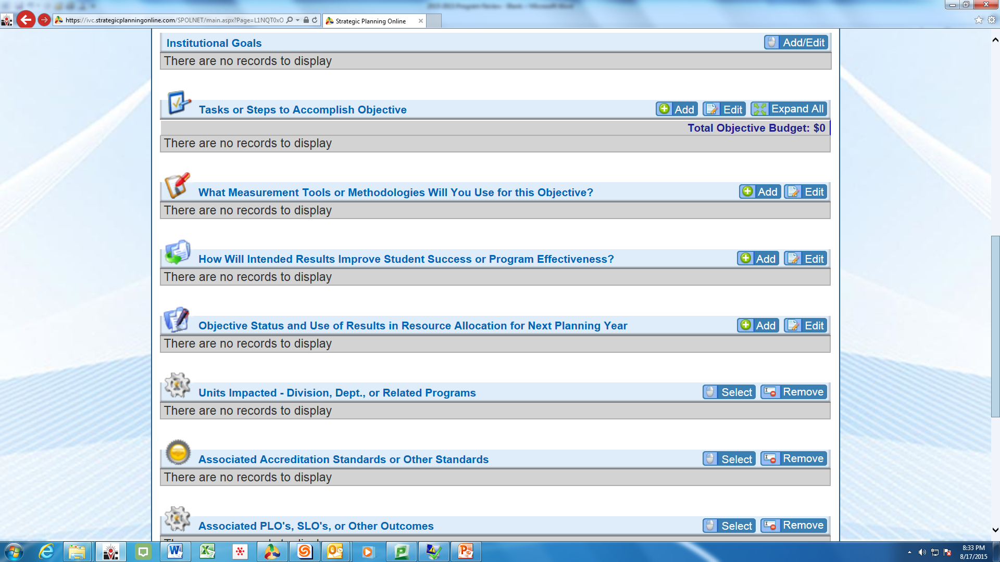 2015-2015 Program Review - Blank - Microsoft Word
https://ivc.strategicplanningonline.com/SPOLNET/main.aspx?Page=L1NQT0xO
Strategic Planning Online
Institutional Goals Add/Edit
There are no records to display
Tasks or Steps to Accomplish Objective Add Edit Expand All
Total Objective Budget: $0
There are no records to display
What Measurement Tools or Methodologies Will You Use for this Objective? Add Edit
There are no records to display
How Will Intended Results Improve Student Success or Program Effectiveness? Add Edit
There are no records to display
Objective Status and Use of Results in Resource Allocation for Next Planning Year Add Edit
There are no records to display
Units Impacted - Division, Dept., or Related Programs Select Remove
There are no records to display
Associated Accreditation Standards or Other Standards Select Remove
There are no records to display
Associated PLO's, SLO's, or Other Outcomes Select Remove
8:33 PM
8/17/2015